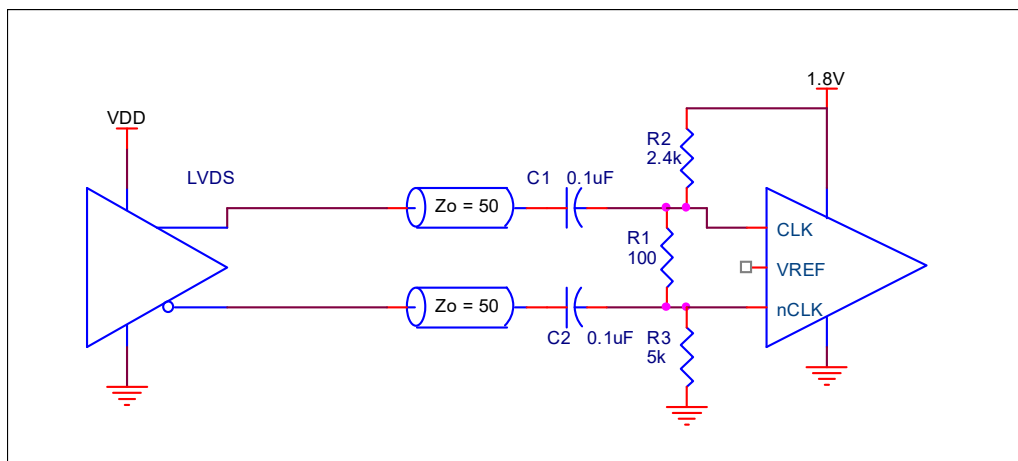 1.8V
VDD
R2
2.4k
LVDS
C1 0.1uF
Zo = 50
R1
100
CLK
VREF
nCLK
Zo = 50
C2 0.1uF
R3
5k